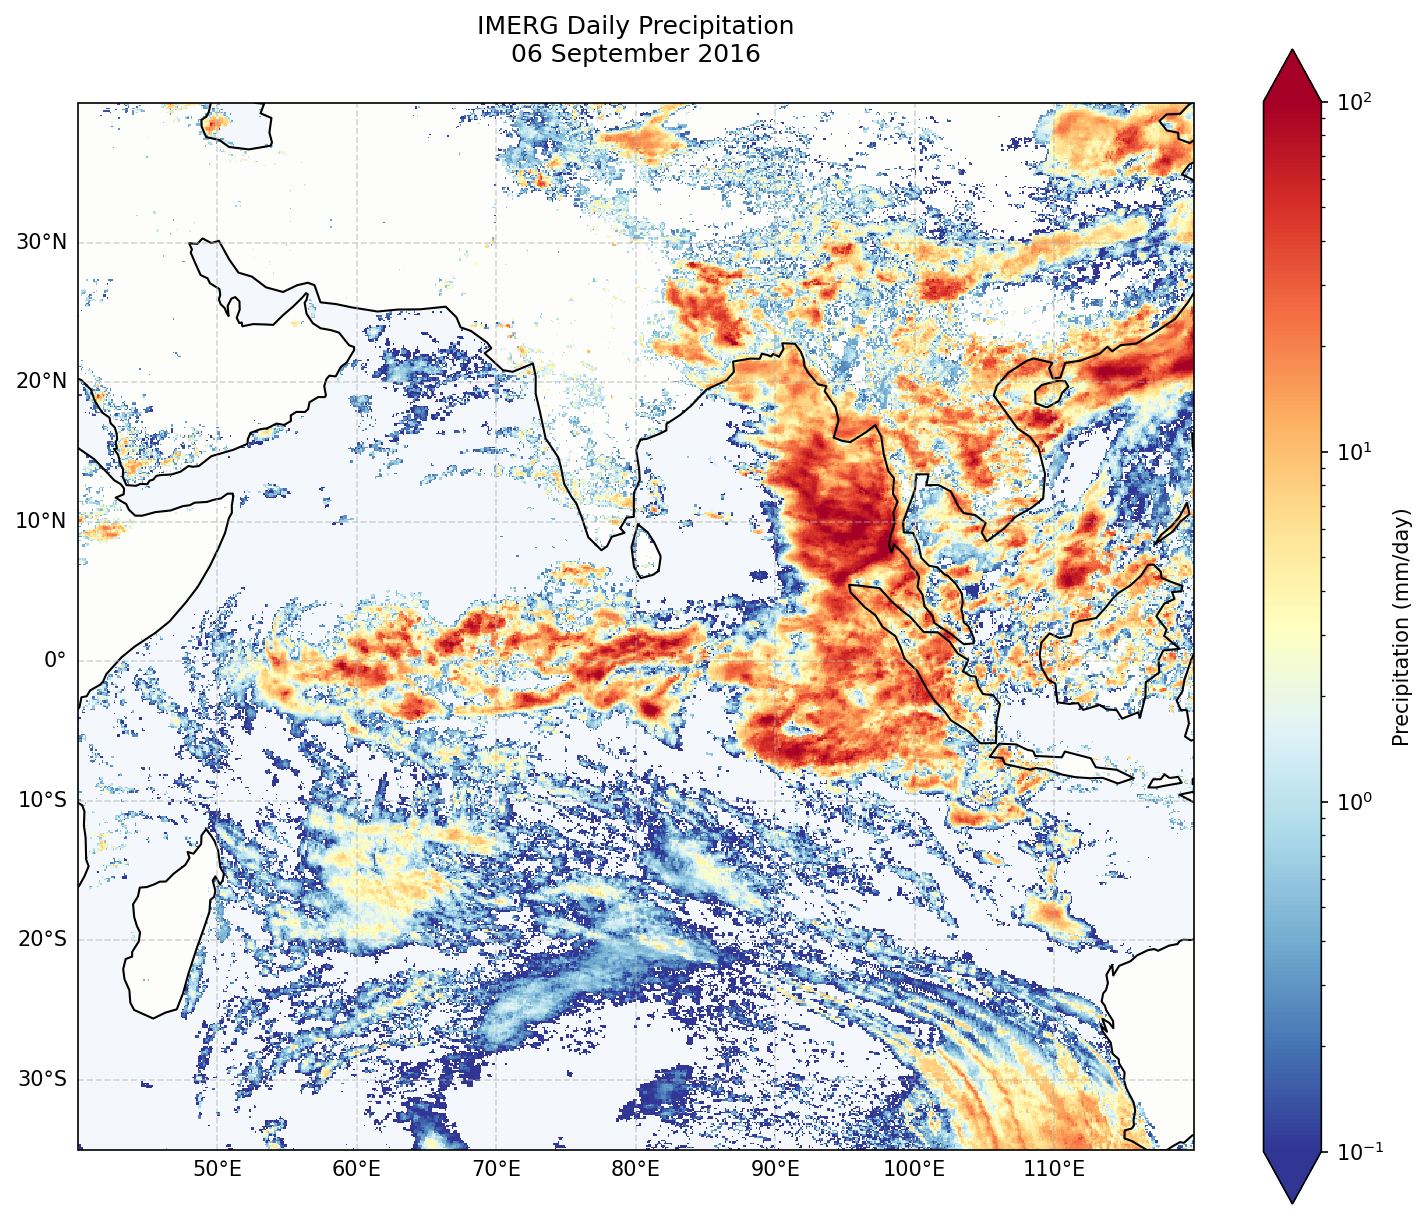 IMERG Daily Precipitation
06 September 2016
30°N
20°N
10°N
0°
10°S
20°S
30°S
50°E
60°E
70°E
80°E
90°E
100°E
110°E
10²
10¹
10⁰
10⁻¹
Precipitation (mm/day)